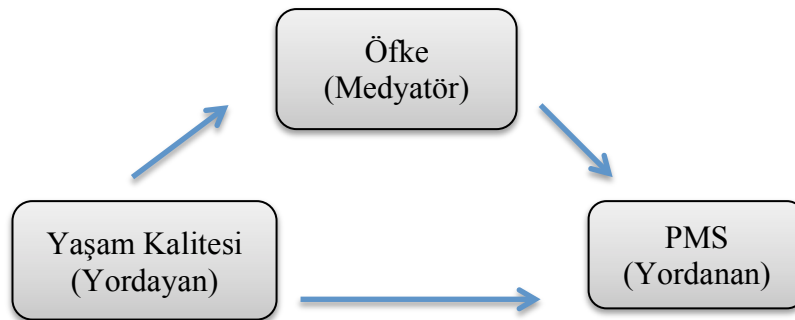 Öfke
(Medyatör)
Yaşam Kalitesi
(Yordayan)
PMS
(Yordanan)